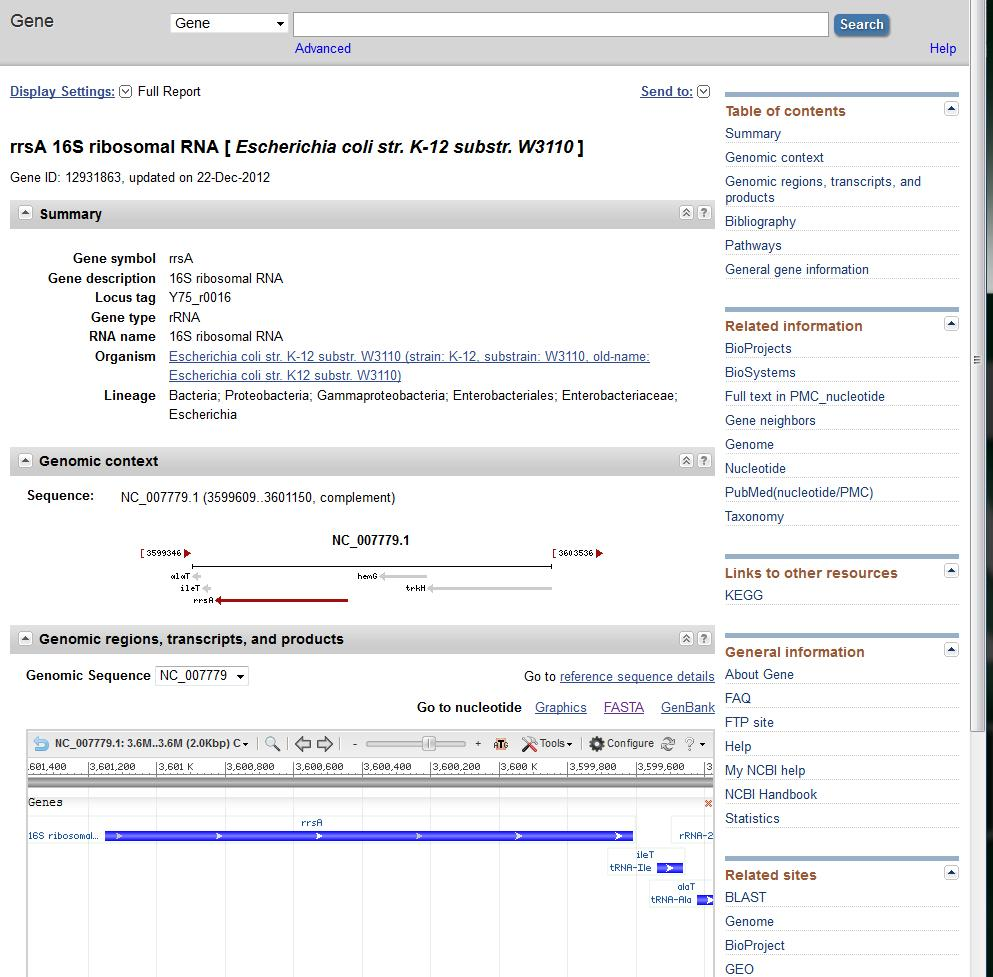 Gene
Gene
Search
Advanced
Help
Display Settings: Full Report
Send to:
rrsA 16S ribosomal RNA [ Escherichia coli str. K-12 substr. W3110 ]
Gene ID: 12931863, updated on 22-Dec-2012
Summary
?
Gene symbol rrsA
Gene description 16S ribosomal RNA
Locus tag Y75_r0016
Gene type rRNA
RNA name 16S ribosomal RNA
Organism Escherichia coli str. K-12 substr. W3110 (strain: K-12, substrain: W3110, old-name:
Escherichia coli str. K12 substr. W3110)
Lineage Bacteria; Proteobacteria; Gammaproteobacteria; Enterobacteriales; Enterobacteriaceae;
Escherichia
Genomic context
?
Sequence: NC_007779.1 (3599609..3601150, complement)
NC_007779.1
[ 3599346
[ 3603536
alaT
hemG
ileT
trkH
rrsA
Genomic regions, transcripts, and products
?
Genomic Sequence NC_007779
Go to reference sequence details
Go to nucleotide Graphics FASTA GenBank
NC_007779.1: 3.6M..3.6M (2.0Kbp) C
- +
ATG
Tools
Configure
?
601,400 3,601,200 3,601 K 3,600,800 3,600,600 3,600,400 3,600,200 3,600 K 3,599,800 3,599,600 3
Genes
rrsA
16S ribosomal...
rRNA-2
ileT
tRNA-Ile
alaT
tRNA-Ala
Table of contents
Summary
Genomic context
Genomic regions, transcripts, and
products
Bibliography
Pathways
General gene information
Related information
BioProjects
BioSystems
Full text in PMC_nucleotide
Gene neighbors
Genome
Nucleotide
PubMed(nucleotide/PMC)
Taxonomy
Links to other resources
KEGG
General information
About Gene
FAQ
FTP site
Help
My NCBI help
NCBI Handbook
Statistics
Related sites
BLAST
Genome
BioProject
GEO